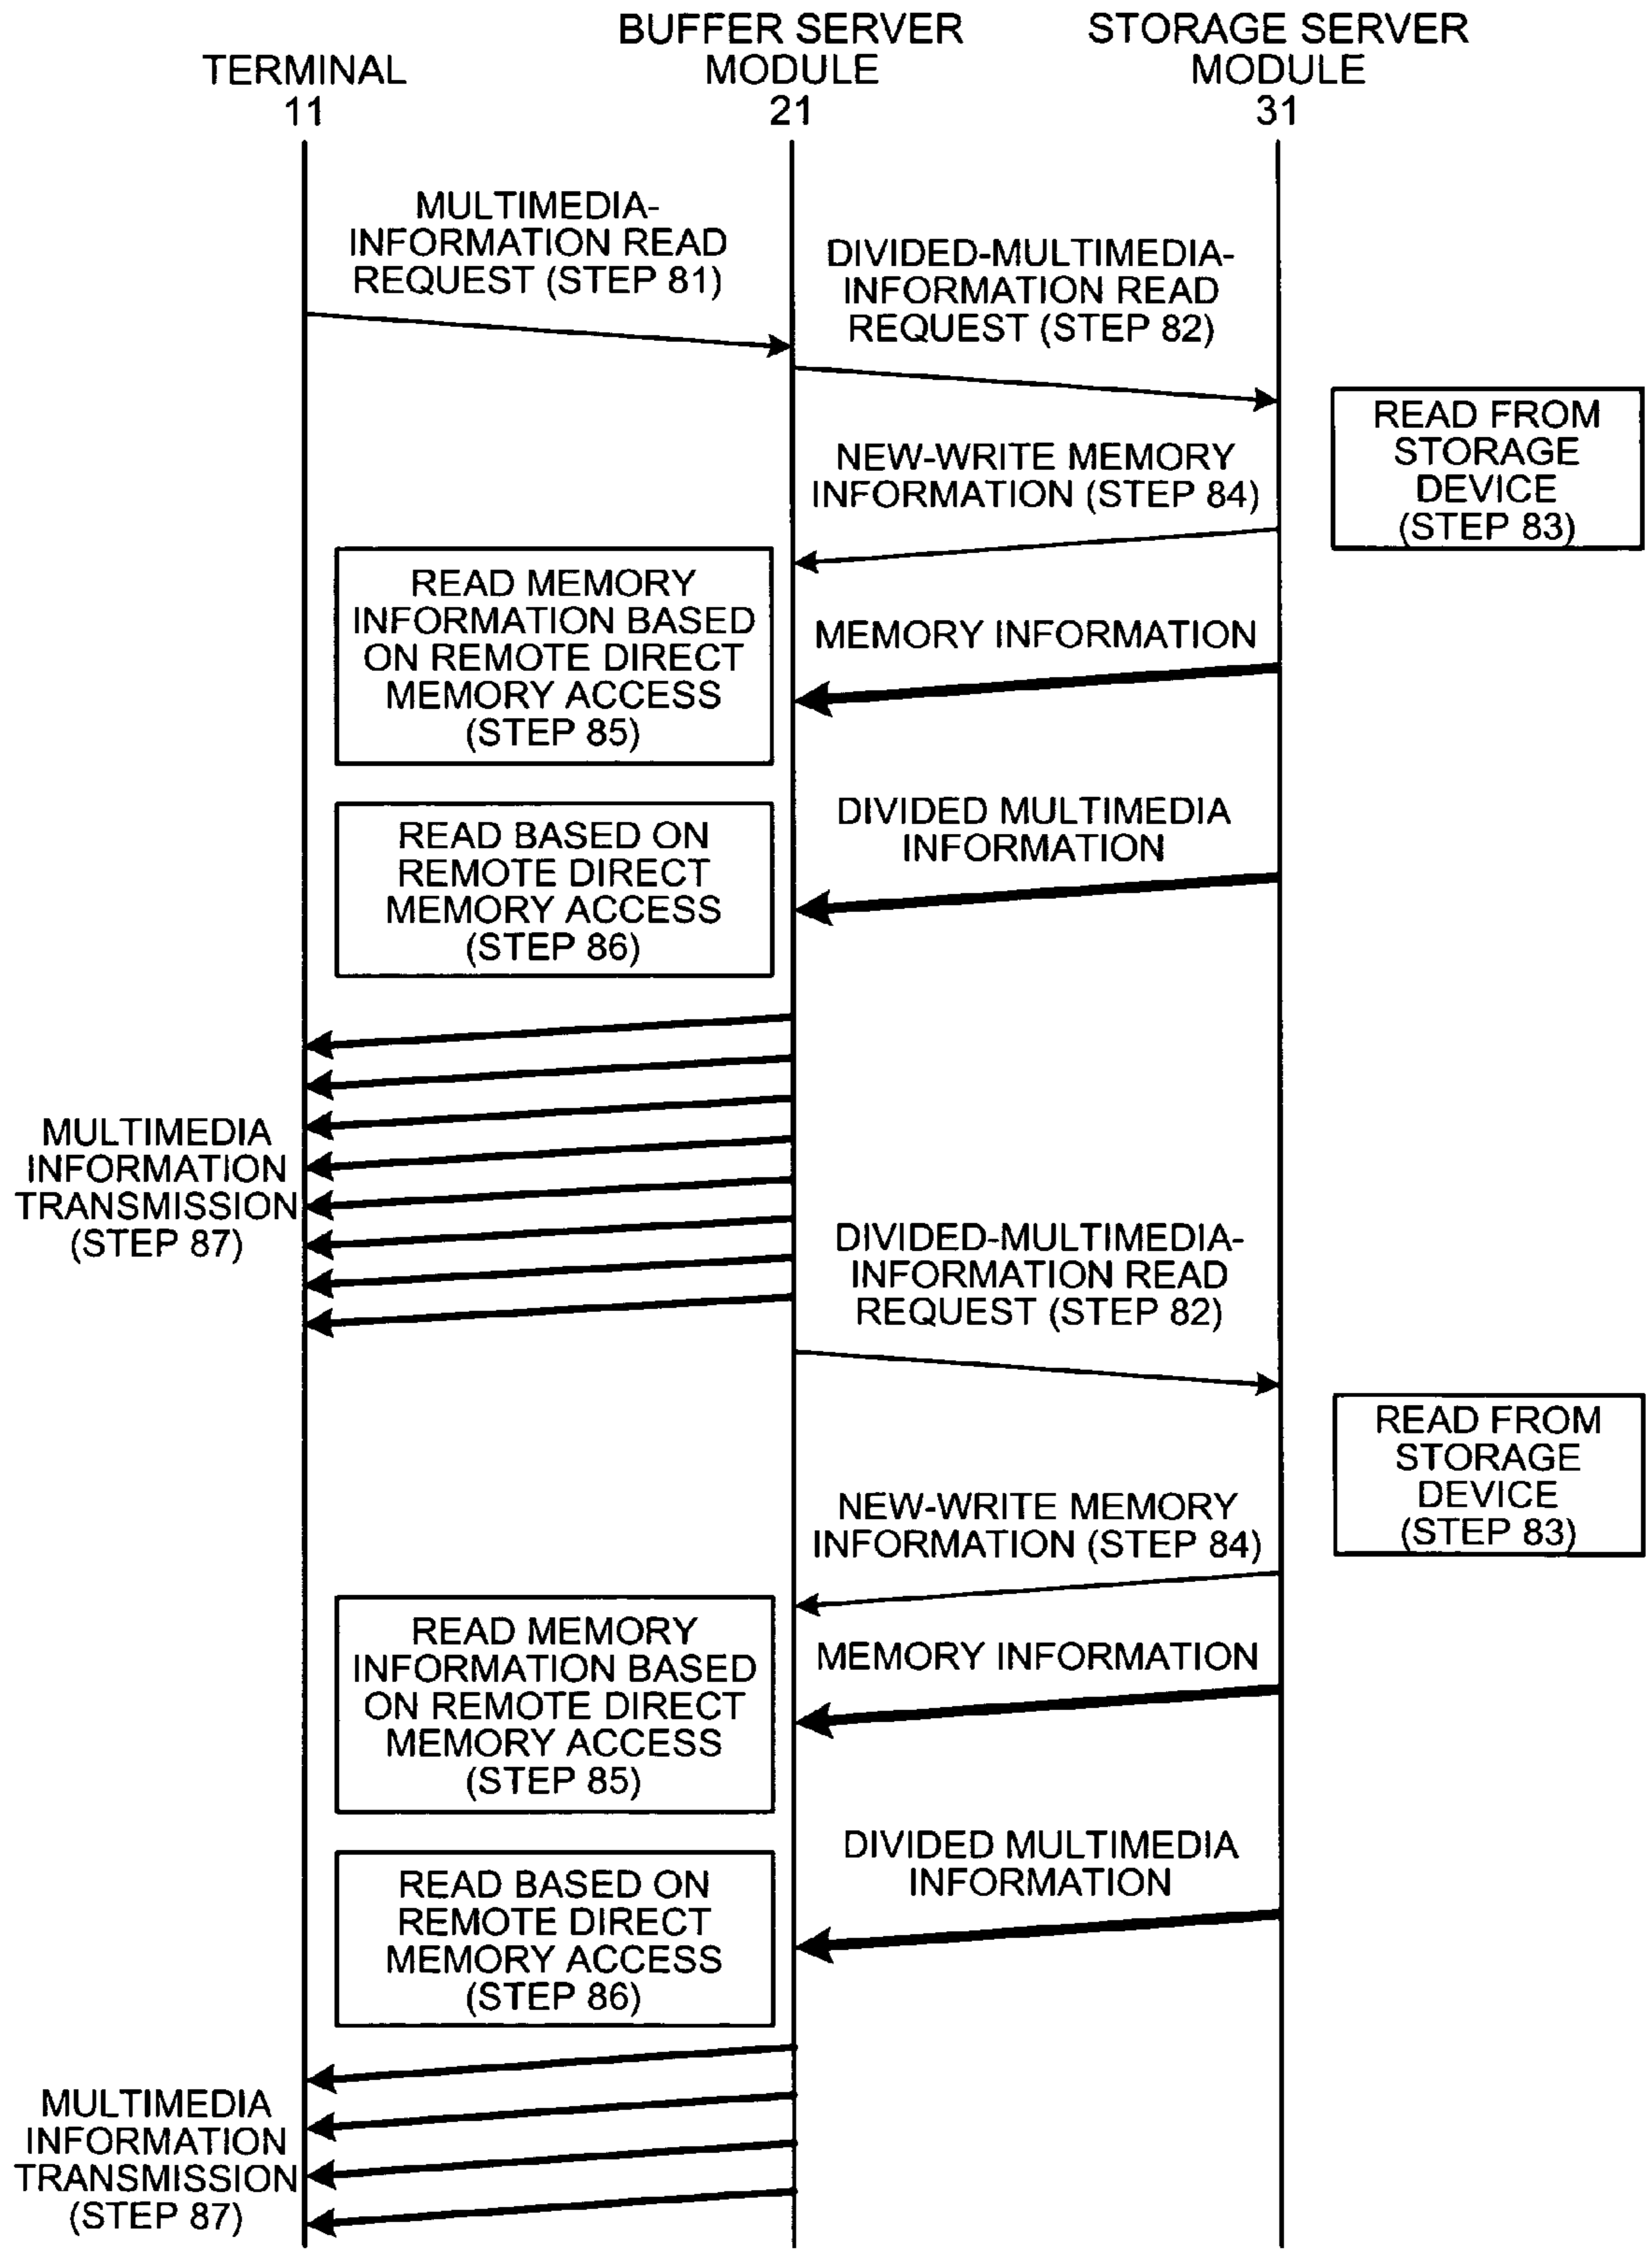 TERMINAL
11
BUFFER SERVER
MODULE
21
STORAGE SERVER
MODULE
31
MULTIMEDIA-
INFORMATION READ
REQUEST (STEP 81)
DIVIDED-MULTIMEDIA-
INFORMATION READ
REQUEST (STEP 82)
READ FROM
STORAGE
DEVICE
(STEP 83)
NEW-WRITE MEMORY
INFORMATION (STEP 84)
READ MEMORY
INFORMATION BASED
ON REMOTE DIRECT
MEMORY ACCESS
(STEP 85)
MEMORY INFORMATION
DIVIDED MULTIMEDIA
INFORMATION
READ BASED ON
REMOTE DIRECT
MEMORY ACCESS
(STEP 86)
MULTIMEDIA
INFORMATION
TRANSMISSION
(STEP 87)
DIVIDED-MULTIMEDIA-
INFORMATION READ
REQUEST (STEP 82)
READ FROM
STORAGE
DEVICE
(STEP 83)
NEW-WRITE MEMORY
INFORMATION (STEP 84)
READ MEMORY
INFORMATION BASED
ON REMOTE DIRECT
MEMORY ACCESS
(STEP 85)
MEMORY INFORMATION
DIVIDED MULTIMEDIA
INFORMATION
READ BASED ON
REMOTE DIRECT
MEMORY ACCESS
(STEP 86)
MULTIMEDIA
INFORMATION
TRANSMISSION
(STEP 87)